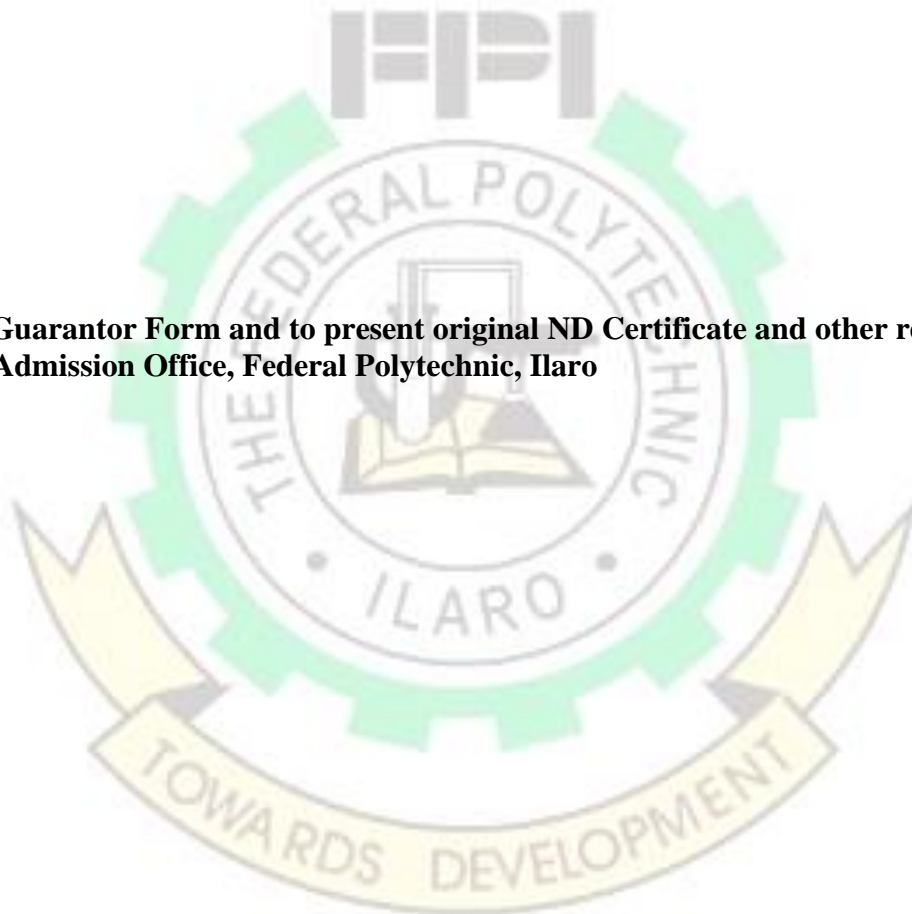 FPI
THE FEDERAL POLYTECHNIC
Guarantor Form and to present original ND Certificate and other
Admission Office, Federal Polytechnic, Ilaro
ILARO
TOWARDS DEVELOPMENT